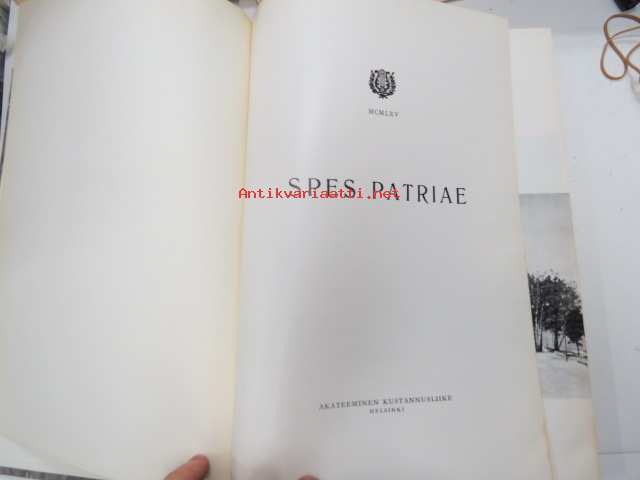 MCMLXV
SPES PATRIAE
Antikvariaatti.net
AKATEEMINEN KUSTANNUSLIIKE
HELSINKI